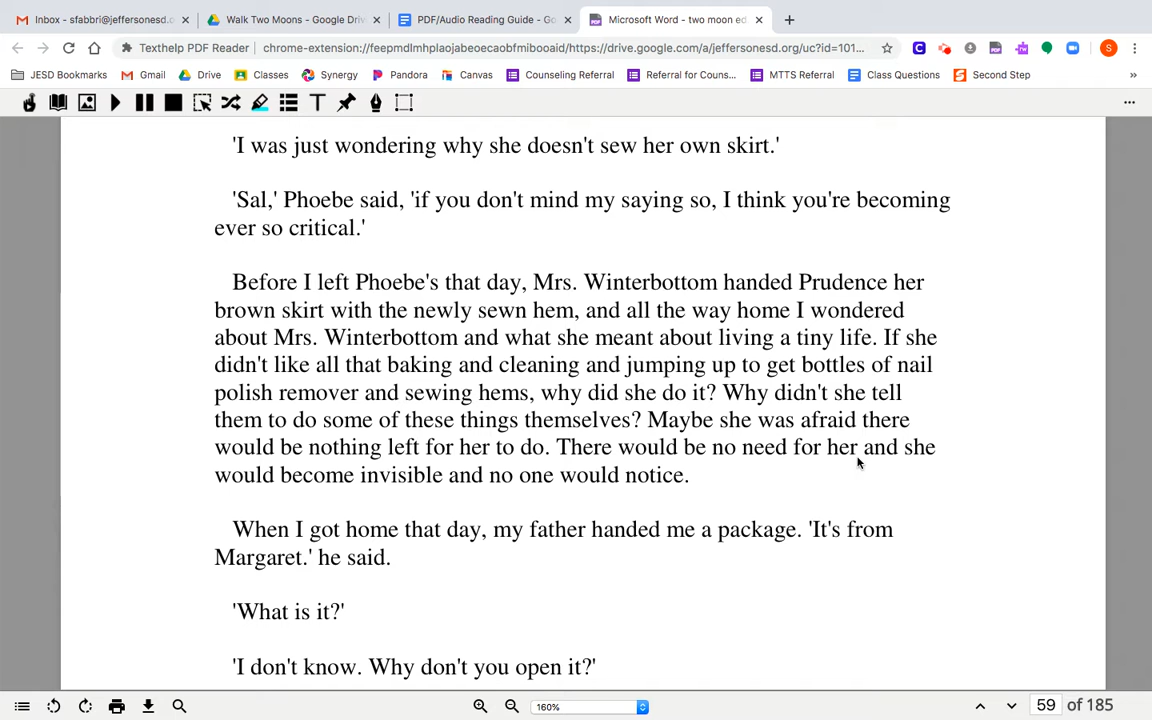 Inbox - sfabbri@jeffersonesd.o
Walk Two Moons - Google Driv
PDF/Audio Reading Guide - Go
Microsoft Word - two moon ed.
Texthelp PDF Reader
chrome-extension://feepmdlmhplaojabeoecaobfmibooaid/https://drive.google.com/a/jeffersonesd.org/uc?id=101...
JESD Bookmarks
Gmail
Drive
Classes
Synergy
Pandora
Canvas
Counseling Referral
Referral for Couns...
MTTS Referral
Class Questions
Second Step
'I was just wondering why she doesn't sew her own skirt.'
'Sal,' Phoebe said, 'if you don't mind my saying so, I think you're becoming
ever so critical.'
Before I left Phoebe's that day, Mrs. Winterbottom handed Prudence her
brown skirt with the newly sewn hem, and all the way home I wondered
about Mrs. Winterbottom and what she meant about living a tiny life. If she
didn't like all that baking and cleaning and jumping up to get bottles of nail
polish remover and sewing hems, why did she do it? Why didn't she tell
them to do some of these things themselves? Maybe she was afraid there
would be nothing left for her to do. There would be no need for her and she
would become invisible and no one would notice.
When I got home that day, my father handed me a package. 'It's from
Margaret.' he said.
'What is it?'
'I don't know. Why don't you open it?'
160%
59 of 185